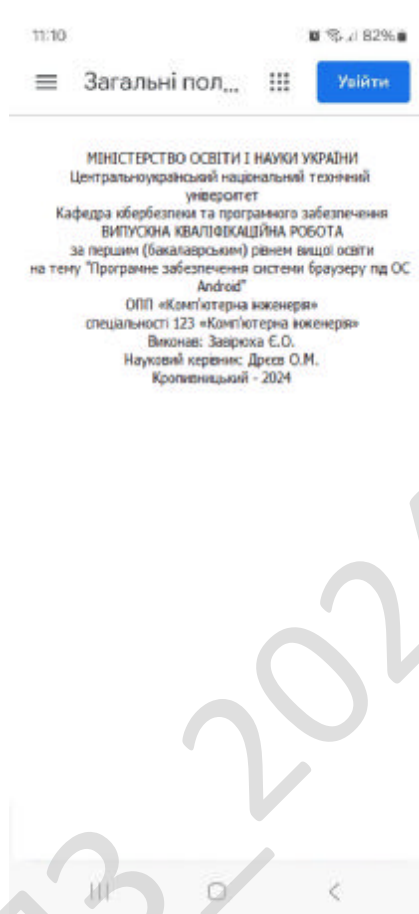 11:10 82%
Загальні пол... Увійти
МІНІСТЕРСТВО ОСВІТИ І НАУКИ УКРАЇНИ
Центральноукраїнський національний технічний
університет
Кафедра кібербезпеки та програмного забезпечення
ВИПУСКНА КВАЛІФІКАЦІЙНА РОБОТА
за першим (бакалаврським) рівнем вищої освіти
на тему "Програмне забезпечення системи браузеру під ОС
Android"
ОПП «Комп'ютерна інженерія»
спеціальності 123 «Комп'ютерна інженерія»
Виконав: Завірюха Є.О.
Науковий керівник: Дрєєв О.М.
Кропивницький - 2024